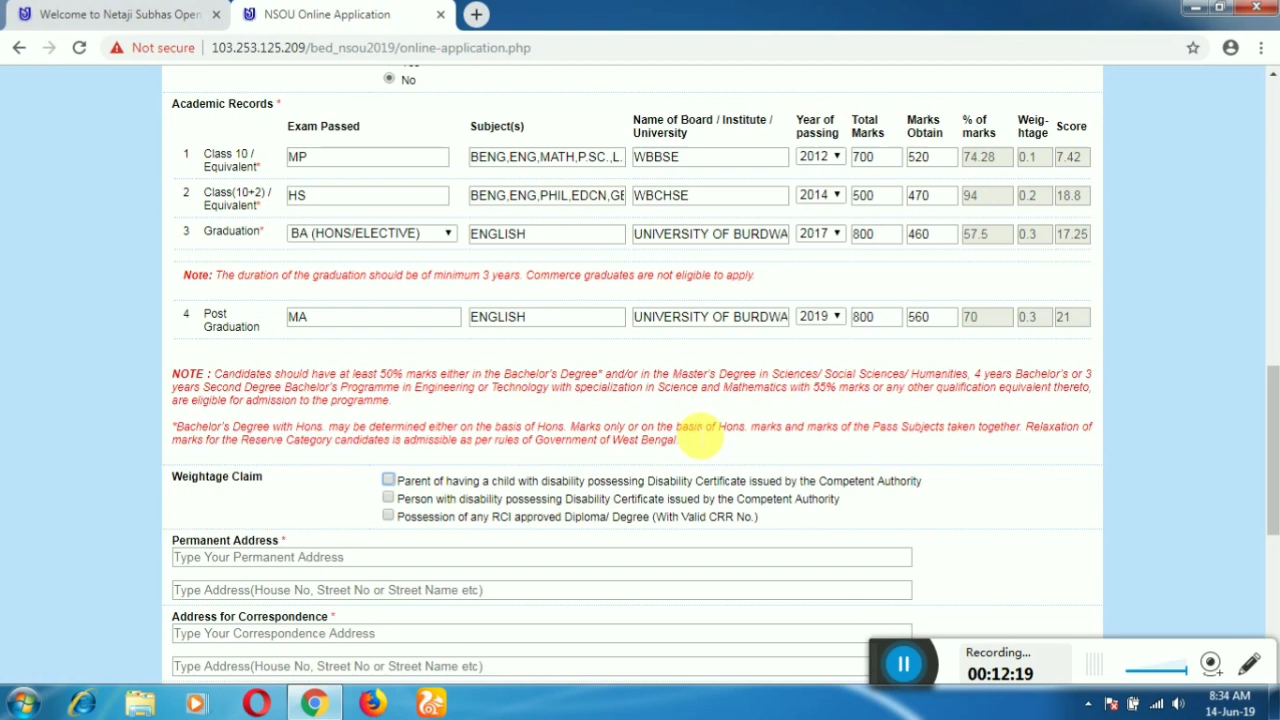 Welcome to Netaji Subhas Open
NSOU Online Application
Not secure
103.253.125.209/bed_nsou2019/online-application.php
No
Academic Records *
Exam Passed Subject(s) Name of Board / Institute / University Year of passing Total Marks Marks Obtain % of marks Weig-htage Score
1 Class 10 / Equivalent* MP BENG,ENG,MATH,P.SC.,L. WBBSE 2012 700 520 74.28 0.1 7.42
2 Class(10+2) / Equivalent* HS BENG,ENG,PHIL,EDCN,GE WBCHSE 2014 500 470 94 0.2 18.8
3 Graduation* BA (HONS/ELECTIVE) ENGLISH UNIVERSITY OF BURDWA 2017 800 460 57.5 0.3 17.25
Note: The duration of the graduation should be of minimum 3 years. Commerce graduates are not eligible to apply.
4 Post Graduation MA ENGLISH UNIVERSITY OF BURDWA 2019 800 560 70 0.3 21
NOTE : Candidates should have at least 50% marks either in the Bachelor's Degree* and/or in the Master's Degree in Sciences/ Social Sciences/ Humanities, 4 years Bachelor's or 3
years Second Degree Bachelor's Programme in Engineering or Technology with specialization in Science and Mathematics with 55% marks or any other qualification equivalent thereto,
are eligible for admission to the programme.
*Bachelor's Degree with Hons. may be determined either on the basis of Hons. Marks only or on the basis of Hons. marks and marks of the Pass Subjects taken together. Relaxation of
marks for the Reserve Category candidates is admissible as per rules of Government of West Bengal.
Weightage Claim
Parent of having a child with disability possessing Disability Certificate issued by the Competent Authority
Person with disability possessing Disability Certificate issued by the Competent Authority
Possession of any RCI approved Diploma/ Degree (With Valid CRR No.)
Permanent Address *
Type Your Permanent Address
Type Address(House No, Street No or Street Name etc)
Address for Correspondence *
Type Your Correspondence Address
Type Address(House No, Street No or Street Name etc)
Recording...
00:12:19
8:34 AM
14-Jun-19